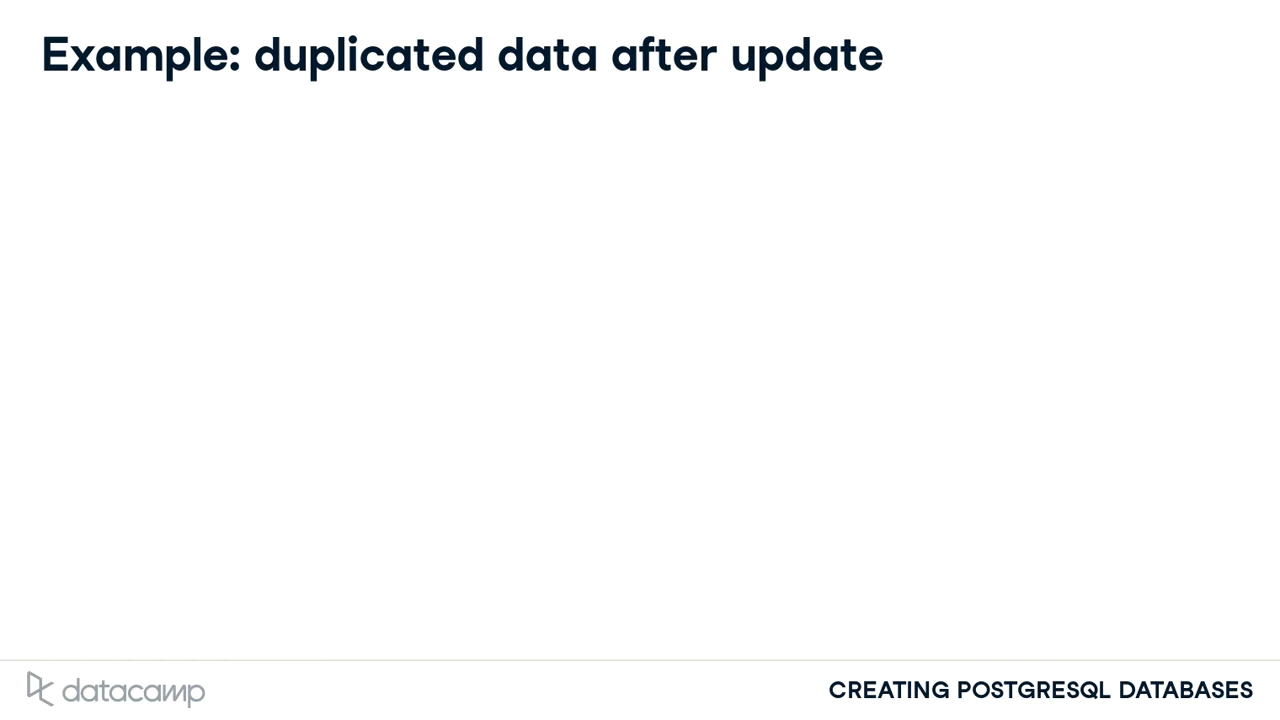 Example: duplicated data after update
datacamp
CREATING POSTGRESQL DATABASES